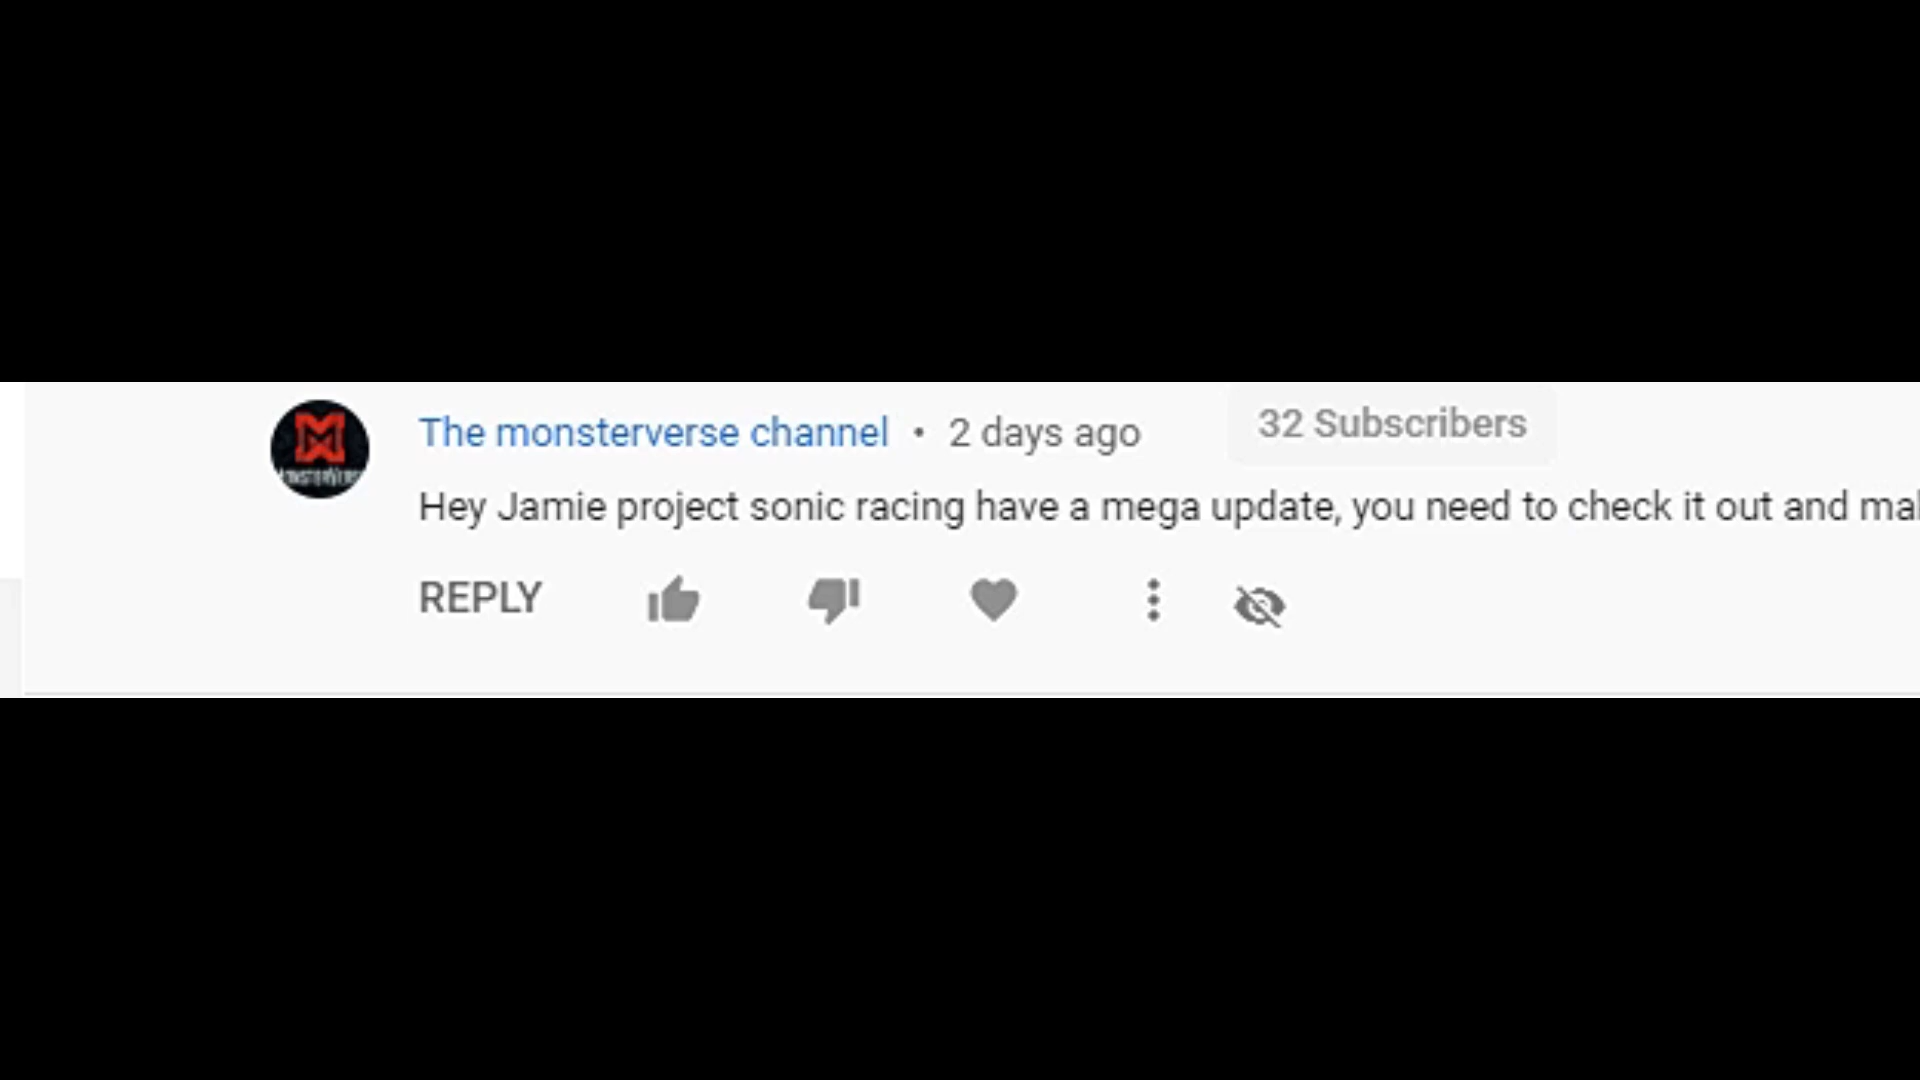 The monsterverse channel • 2 days ago 32 Subscribers
Hey Jamie project sonic racing have a mega update, you need to check it out and
REPLY